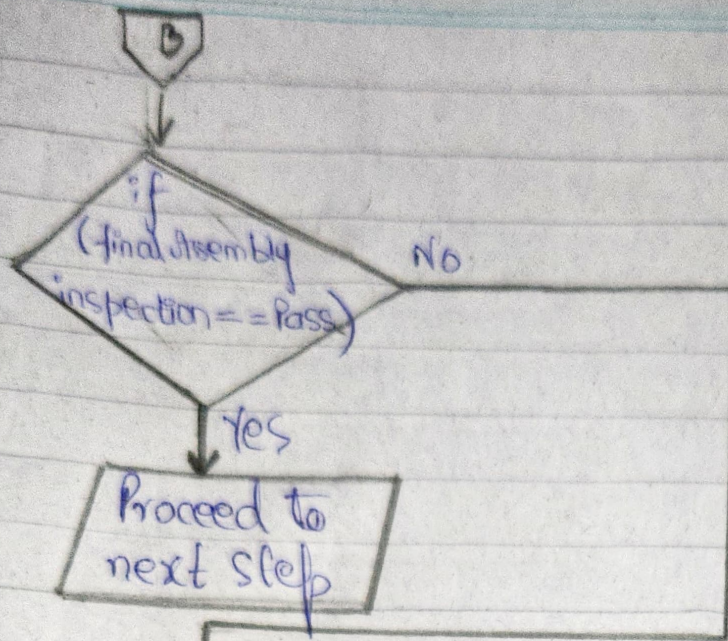 B
if
(final Assembly
No
inspection==Pass)
Yes
Proceed to
next step